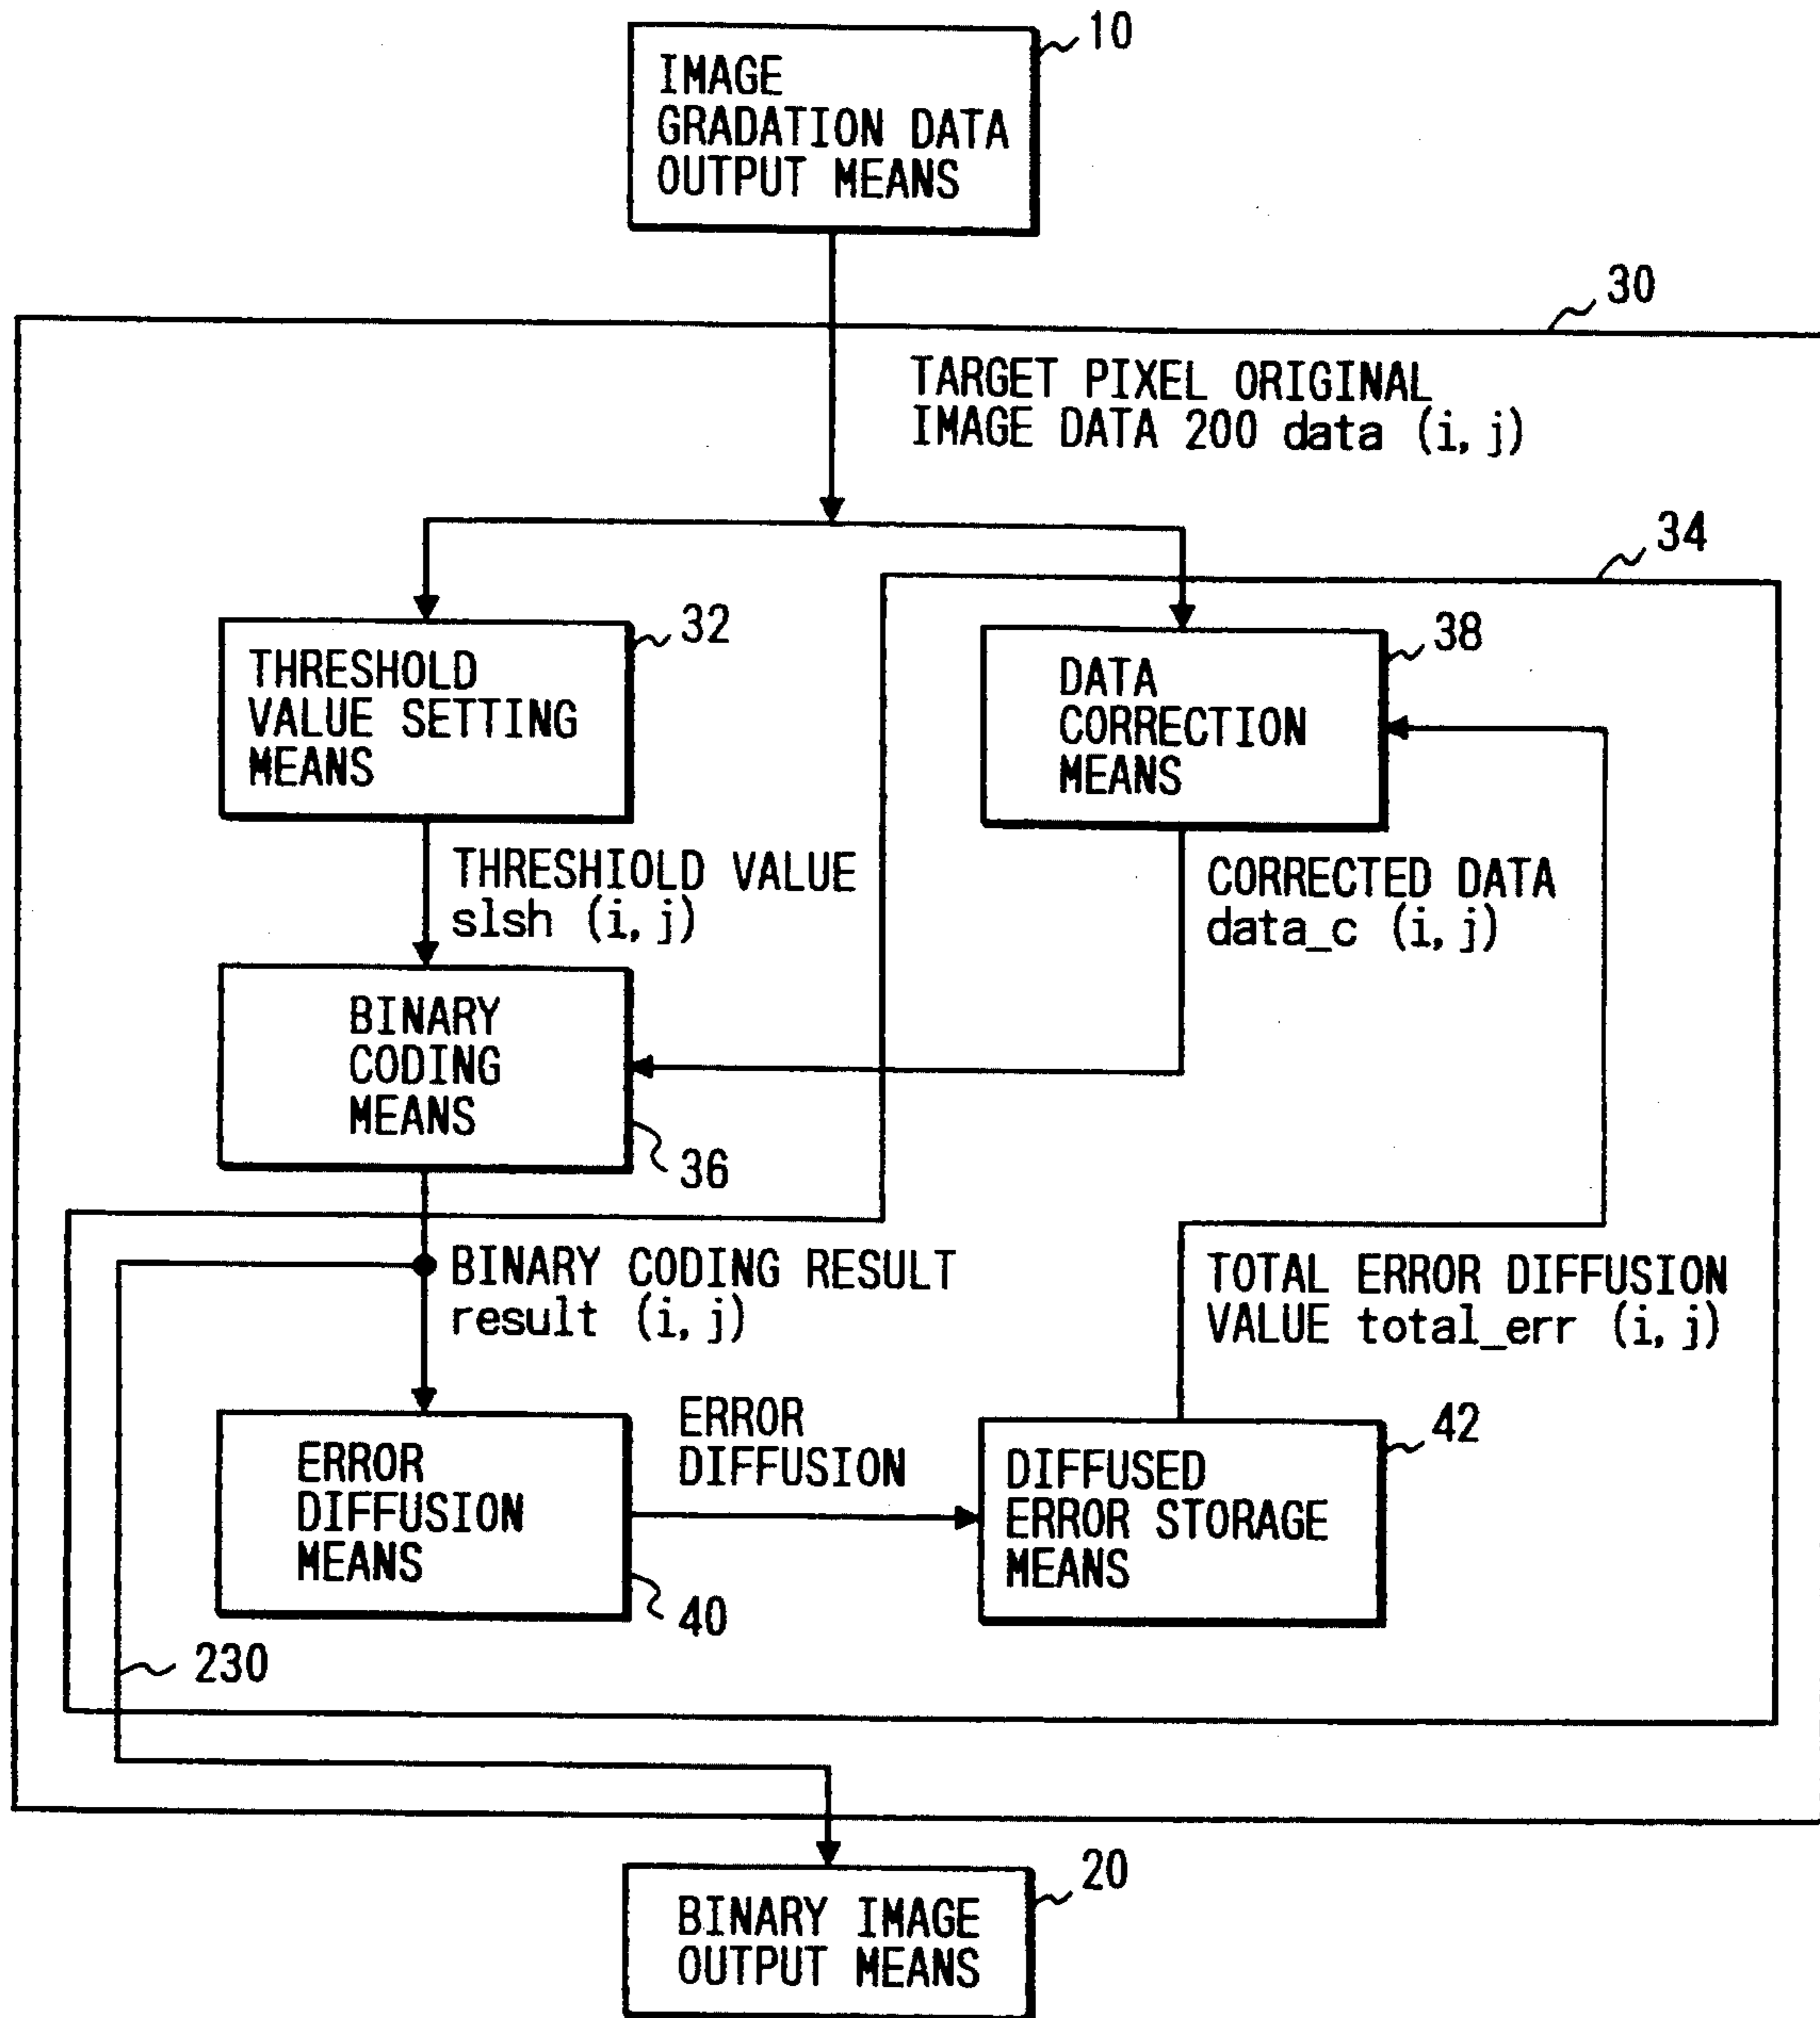 10
IMAGE
GRADATION DATA
OUTPUT MEANS
30
TARGET PIXEL ORIGINAL
IMAGE DATA 200 data (i, j)
34
32
THRESHOLD
VALUE SETTING
MEANS
38
DATA
CORRECTION
MEANS
THRESHIOLD VALUE
slsh (i, j)
CORRECTED DATA
data_c (i, j)
BINARY
CODING
MEANS
36
BINARY CODING RESULT
result (i, j)
TOTAL ERROR DIFFUSION
VALUE total_err (i, j)
ERROR
DIFFUSION
MEANS
40
ERROR
DIFFUSION
42
DIFFUSED
ERROR STORAGE
MEANS
230
20
BINARY IMAGE
OUTPUT MEANS